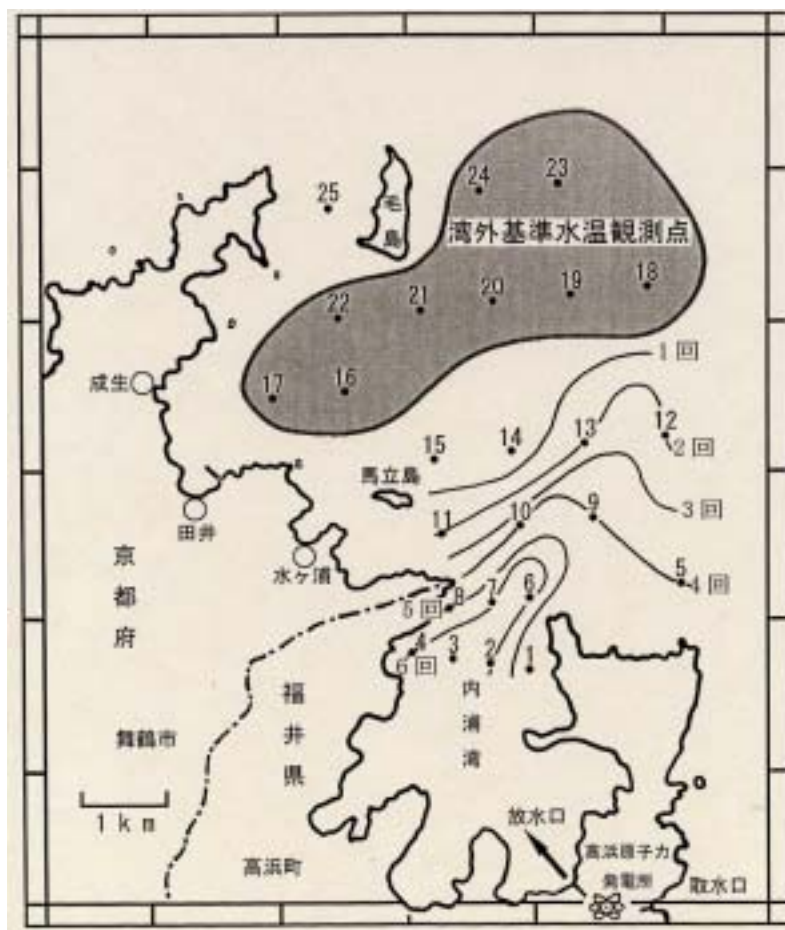 24
23
25
毛島
湾外基準水温観測点
22
21
20
19
18
17
16
成生
1回
15
14
13
12
2回
馬立島
11
10
9
3回
田井
水ヶ浦
京都府
5
4回
8
7
6
5回
4
3
2
1
6回
福井県
内浦湾
舞鶴市
1km
放水口
高浜原子力
発電所
取水口
高浜町